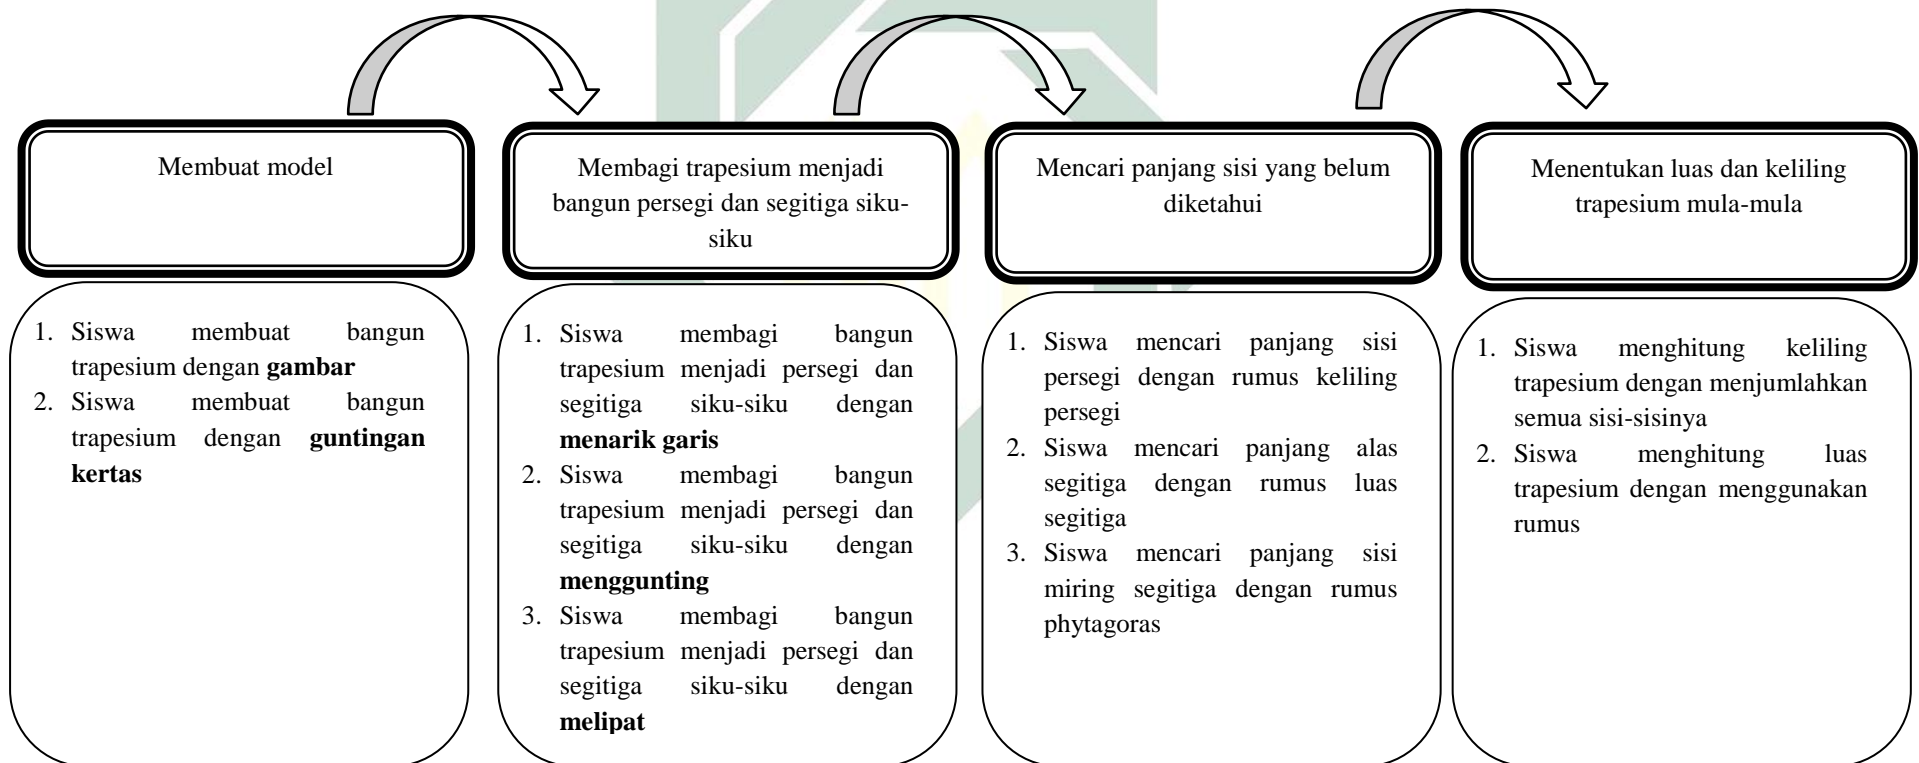 Membuat model
Membagi trapesium menjadi
bangun persegi dan segitiga siku-
siku
Mencari panjang sisi yang belum
diketahui
Menentukan luas dan keliling
trapesium mula-mula
1. Siswa membuat bangun
trapesium dengan gambar
2. Siswa membuat bangun
trapesium dengan guntingan
kertas
1. Siswa membagi bangun
trapesium menjadi persegi dan
segitiga siku-siku dengan
menarik garis
2. Siswa membagi bangun
trapesium menjadi persegi dan
segitiga siku-siku dengan
menggunting
3. Siswa membagi bangun
trapesium menjadi persegi dan
segitiga siku-siku dengan
melipat
1. Siswa mencari panjang sisi
persegi dengan rumus keliling
persegi
2. Siswa mencari panjang alas
segitiga dengan rumus luas
segitiga
3. Siswa mencari panjang sisi
miring segitiga dengan rumus
phytagoras
1. Siswa menghitung keliling
trapesium dengan menjumlahkan
semua sisi-sisinya
2. Siswa menghitung luas
trapesium dengan menggunakan
rumus